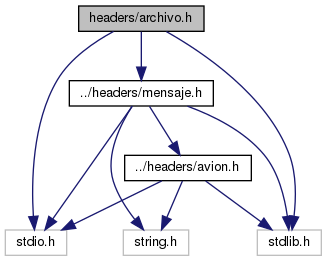 headers/archivo.h
../headers/mensaje.h
../headers/avion.h
stdio.h
string.h
stdlib.h